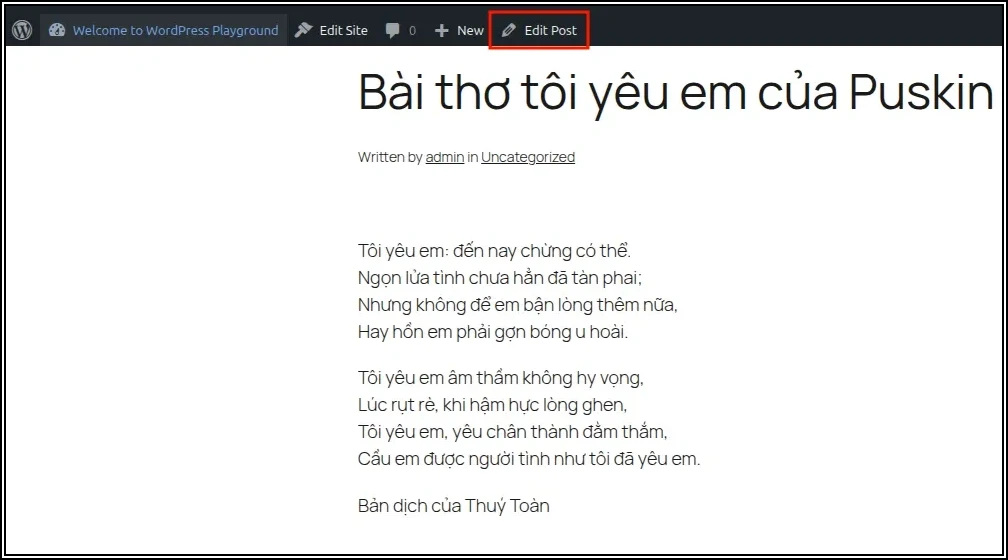 Welcome to WordPress Playground Edit Site 0 New Edit Post
Bài thơ tôi yêu em của Puskin
Written by admin in Uncategorized
Tôi yêu em: đến nay chừng có thể.
Ngọn lửa tình chưa hẳn đã tàn phai;
Nhưng không để em bận lòng thêm nữa,
Hay hồn em phải gợn bóng u hoài.
Tôi yêu em âm thầm không hy vọng,
Lúc rụt rè, khi hậm hực lòng ghen,
Tôi yêu em, yêu chân thành đằm thắm,
Cầu em được người tình như tôi đã yêu em.
Bản dịch của Thuý Toàn